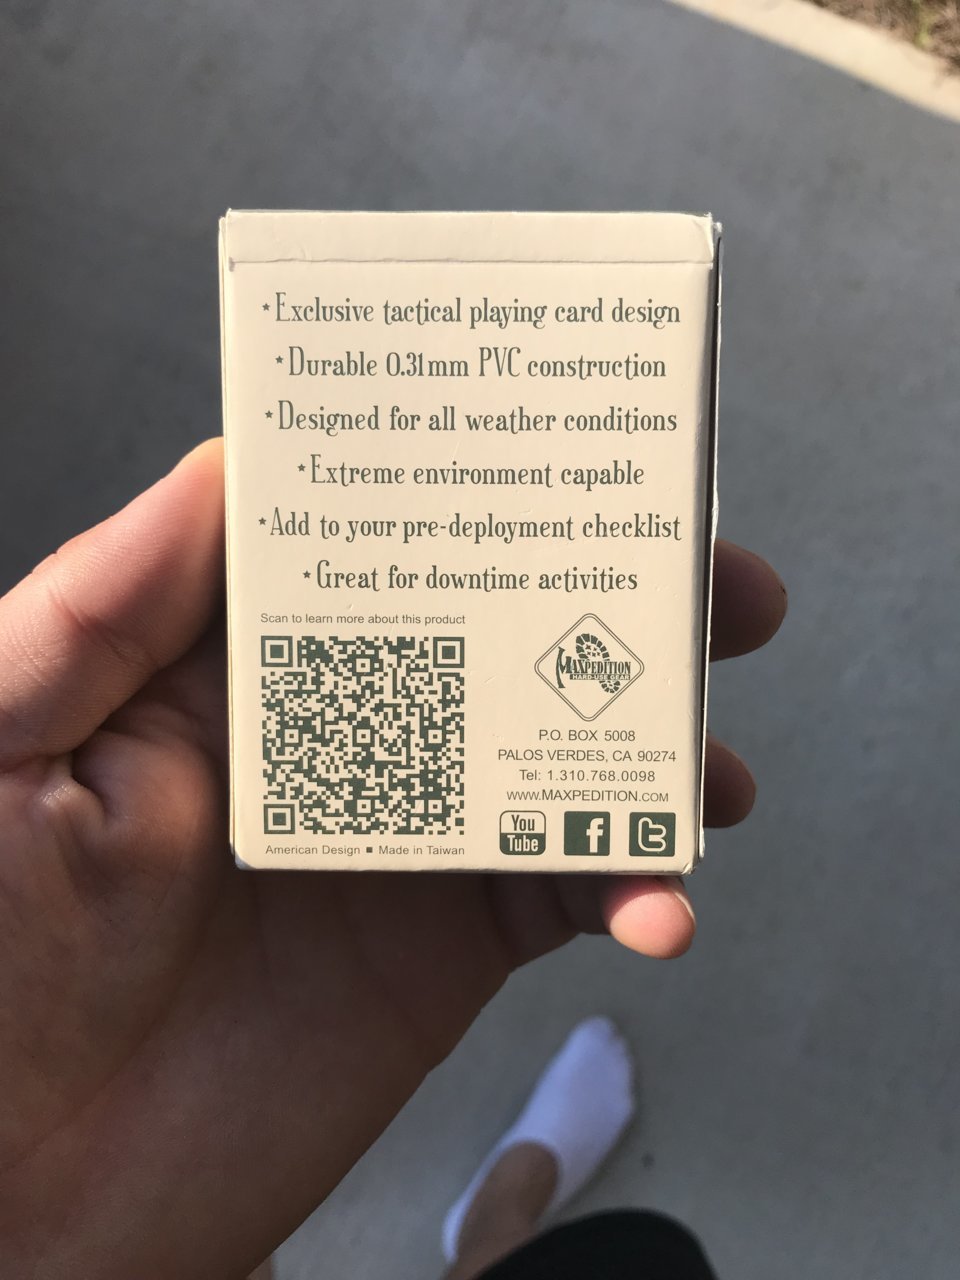 *Exclusive tactical playing card design
*Durable 0.31mm PVC construction
*Designed for all weather conditions
*Extreme environment capable
*Add to your pre-deployment checklist
*Great for downtime activities
Scan to learn more about this product
MAXPEDITION
HARD-USE GEAR
P.O. BOX 5008
PALOS VERDES, CA 90274
Tel: 1.310.768.0098
WWW.MAXPEDITION.COM
You
Tube
f
t
American Design ■ Made in Taiwan